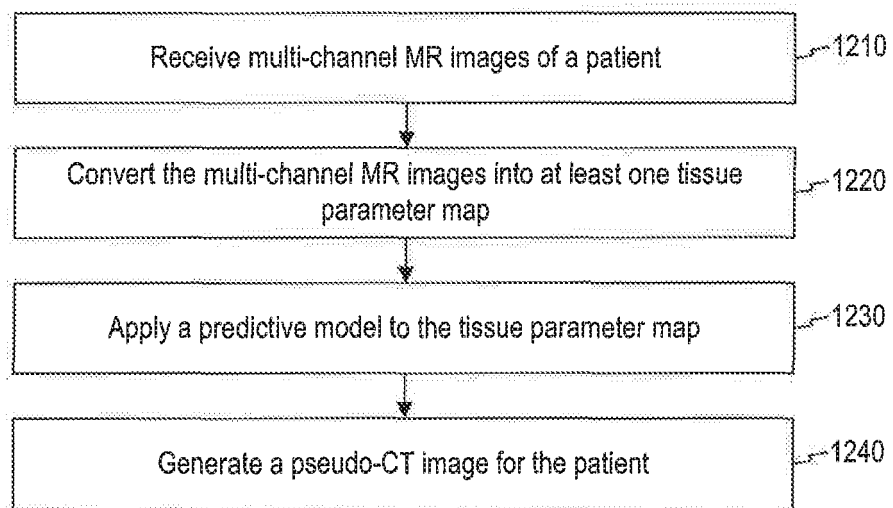 Receive multi-channel MR images of a patient
1210
Convert the multi-channel MR images into at least one tissue
parameter map
1220
Apply a predictive model to the tissue parameter map
1230
Generate a pseudo-CT image for the patient
1240